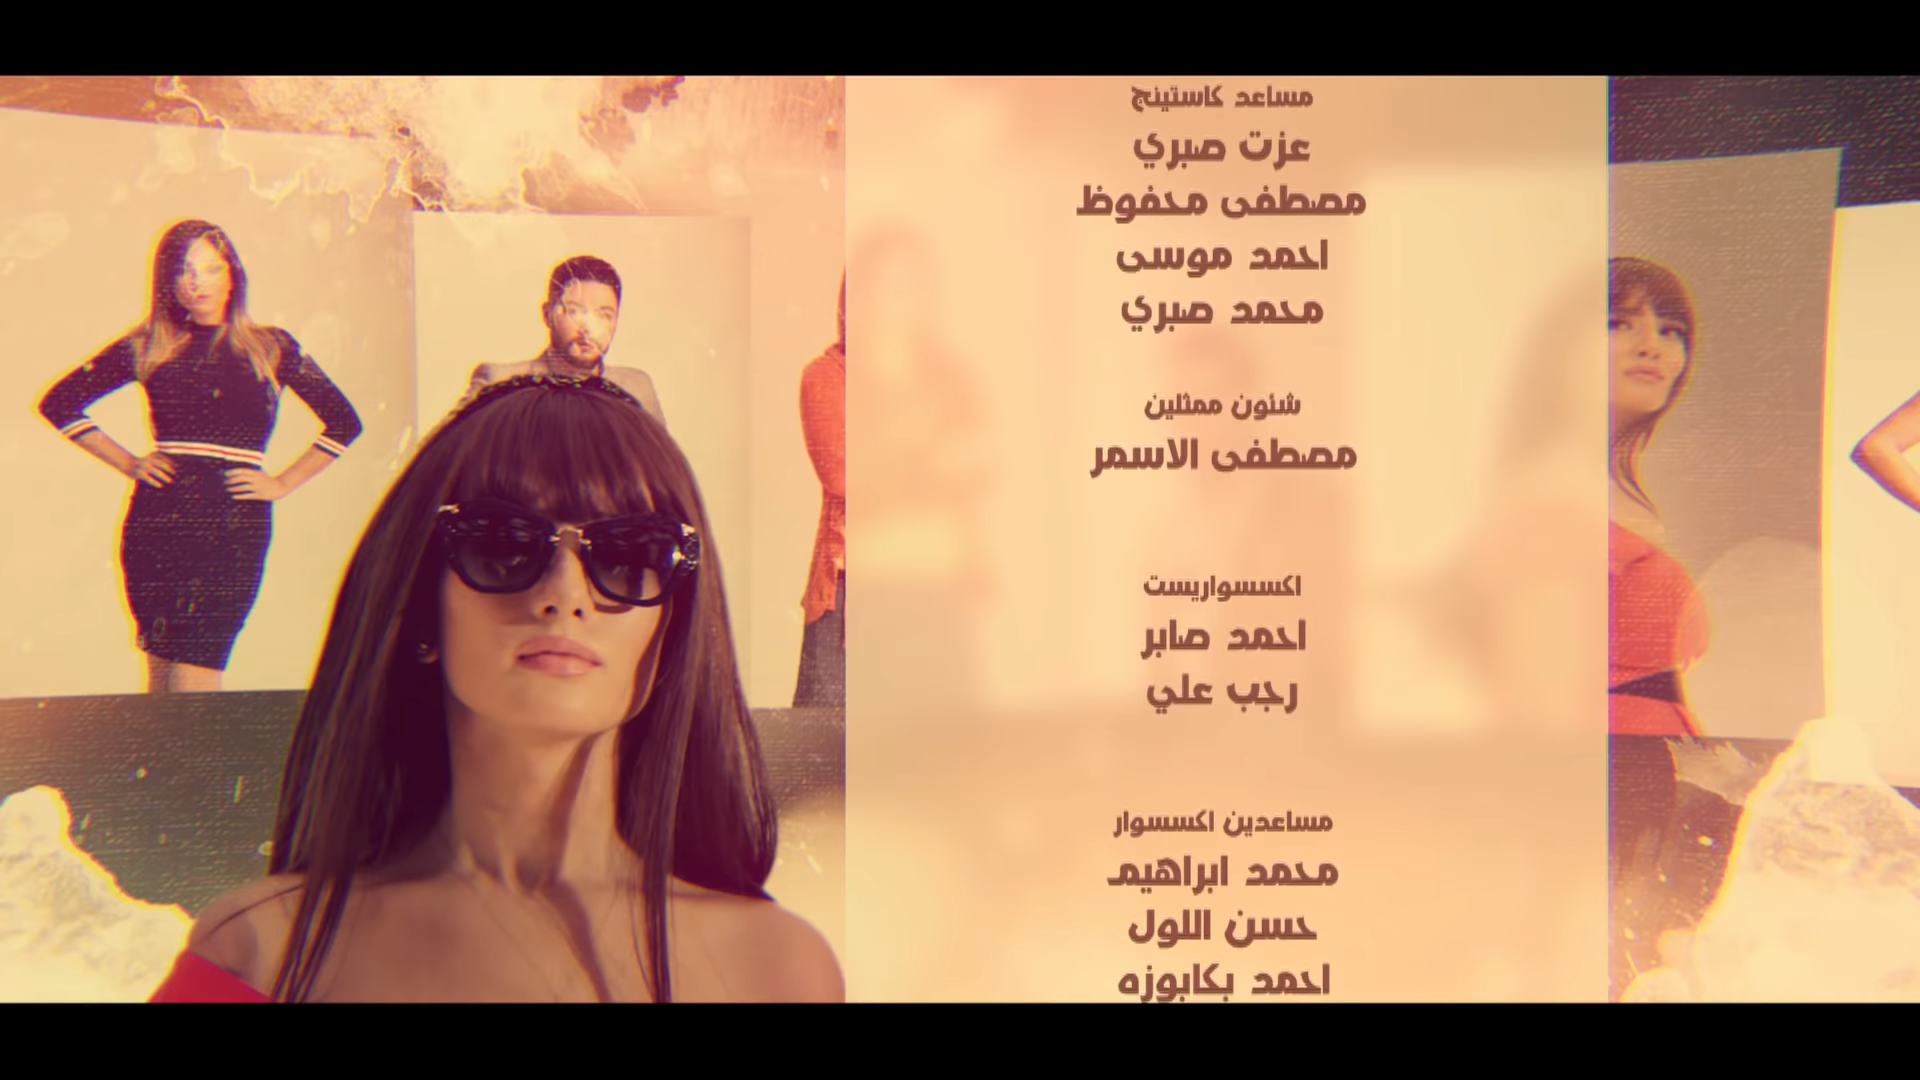 مساعد كاستينج
عزت صبري
مصطفى محفوظ
احمد موسى
محمد صبري
شئون ممثلين
مصطفى الاسمر
اكسسواريست
احمد صابر
رجب علي
مساعدين اكسسوار
محمد ابراهيم
حسن اللول
احمد بكابوزه